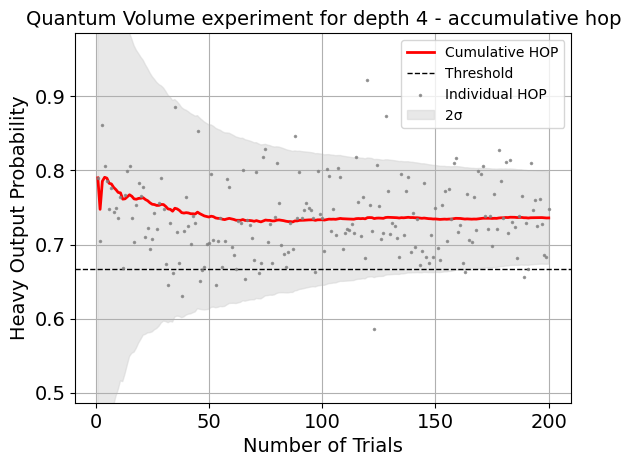 Quantum Volume experiment for depth 4 - accumulative hop
Cumulative HOP
Threshold
Individual HOP
2σ
Heavy Output Probability
0.9
0.8
0.7
0.6
0.5
0
50
100
150
200
Number of Trials